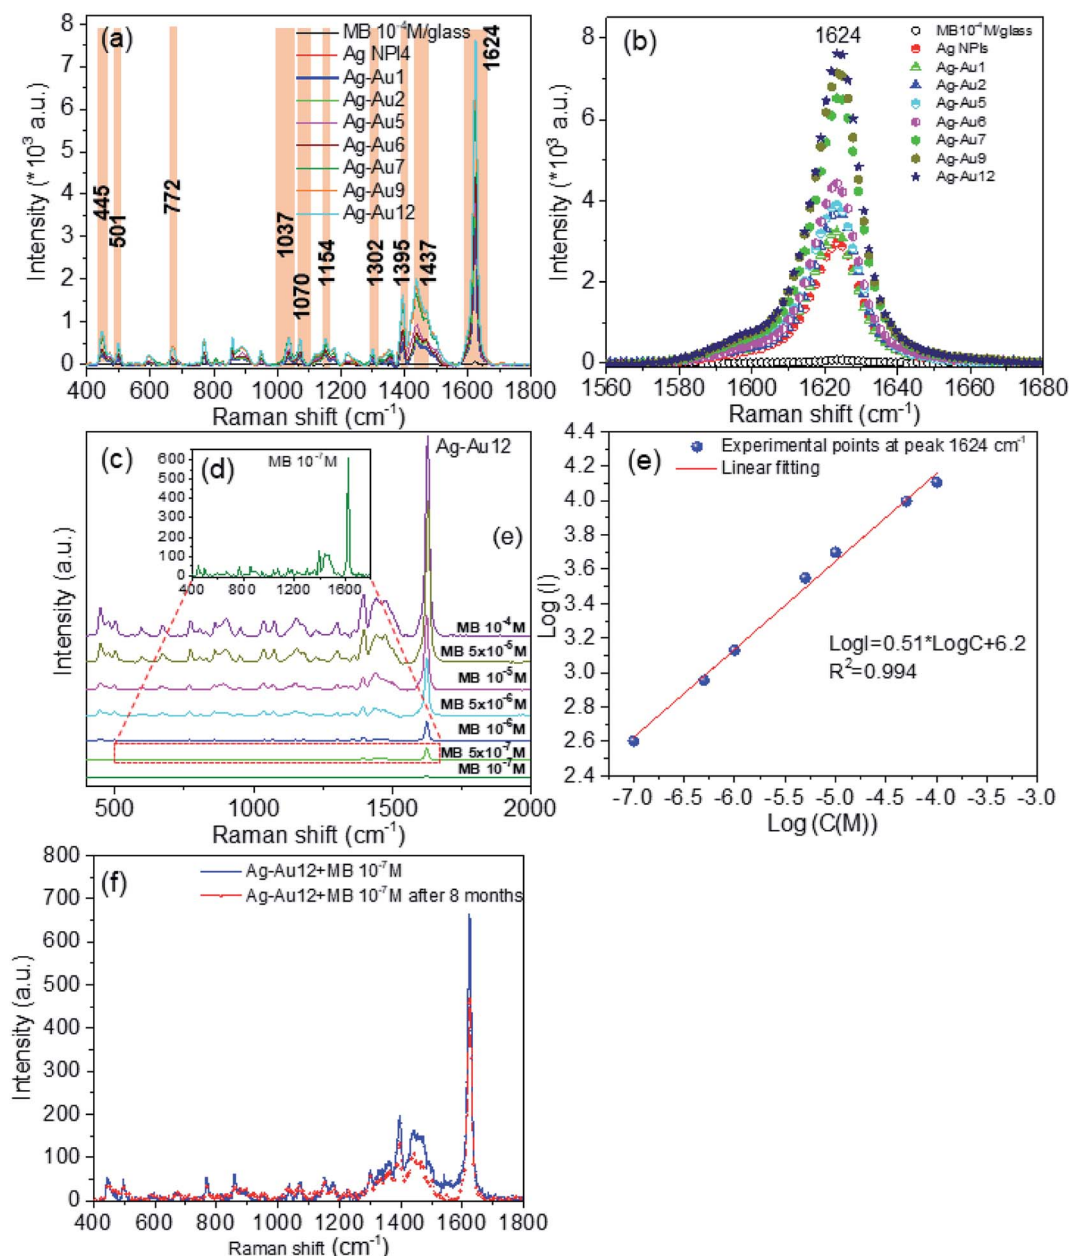 (a)
MB 10⁻⁴M/glass
Ag NPl4
Ag-Au1
Ag-Au2
Ag-Au5
Ag-Au6
Ag-Au7
Ag-Au9
Ag-Au12
445
501
772
1037
1070
1154
1302
1395
1437
1624
8
7
6
5
4
3
2
1
0
Intensity (*10³ a.u.)
400 600 800 1000 1200 1400 1600 1800
Raman shift (cm⁻¹)
(b)
1624
MB10⁻⁴M/glass
Ag NPls
Ag-Au1
Ag-Au2
Ag-Au5
Ag-Au6
Ag-Au7
Ag-Au9
Ag-Au12
8
6
4
2
0
Intensity (*10³ a.u.)
1560 1580 1600 1620 1640 1660 1680
Raman shift (cm⁻¹)
(c)
Ag-Au12
(d)
MB 10⁻⁷M
600
500
400
300
200
100
0
400 800 1200 1600
(e)
MB 10⁻⁴M
MB 5x10⁻⁵M
MB 10⁻⁵M
MB 5x10⁻⁶M
MB 10⁻⁶M
MB 5x10⁻⁷M
MB 10⁻⁷M
Intensity (a.u.)
500 1000 1500 2000
Raman shift (cm⁻¹)
(e)
Experimental points at peak 1624 cm⁻¹
Linear fitting
LogI=0.51*LogC+6.2
R²=0.994
4.4
4.2
4.0
3.8
3.6
3.4
3.2
3.0
2.8
2.6
2.4
Log (I)
-7.0 -6.5 -6.0 -5.5 -5.0 -4.5 -4.0 -3.5 -3.0
Log (C(M))
(f)
Ag-Au12+MB 10⁻⁷M
Ag-Au12+MB 10⁻⁷M after 8 months
800
700
600
500
400
300
200
100
0
Intensity (a.u.)
400 600 800 1000 1200 1400 1600 1800
Raman shift (cm⁻¹)